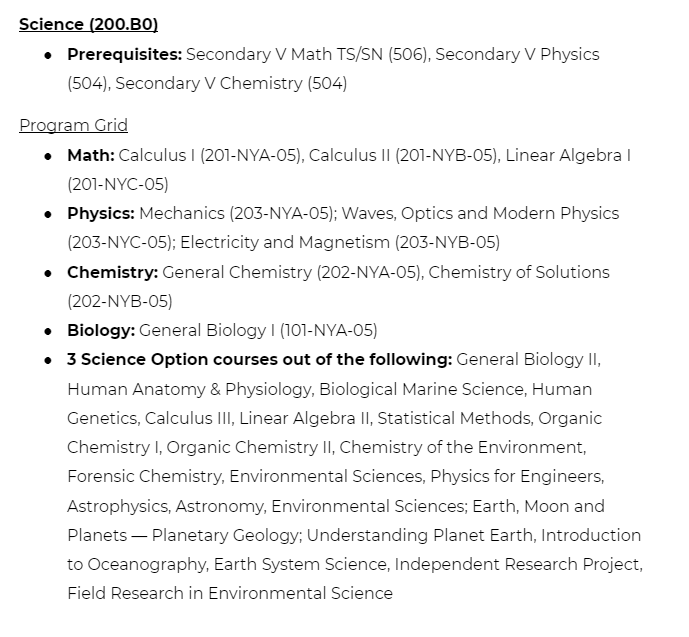 Science (200.B0)
● Prerequisites: Secondary V Math TS/SN (506), Secondary V Physics
(504), Secondary V Chemistry (504)
Program Grid
● Math: Calculus I (201-NYA-05), Calculus II (201-NYB-05), Linear Algebra I
(201-NYC-05)
● Physics: Mechanics (203-NYA-05); Waves, Optics and Modern Physics
(203-NYC-05); Electricity and Magnetism (203-NYB-05)
● Chemistry: General Chemistry (202-NYA-05), Chemistry of Solutions
(202-NYB-05)
● Biology: General Biology I (101-NYA-05)
● 3 Science Option courses out of the following: General Biology II,
Human Anatomy & Physiology, Biological Marine Science, Human
Genetics, Calculus III, Linear Algebra II, Statistical Methods, Organic
Chemistry I, Organic Chemistry II, Chemistry of the Environment,
Forensic Chemistry, Environmental Sciences, Physics for Engineers,
Astrophysics, Astronomy, Environmental Sciences; Earth, Moon and
Planets — Planetary Geology; Understanding Planet Earth, Introduction
to Oceanography, Earth System Science, Independent Research Project,
Field Research in Environmental Science